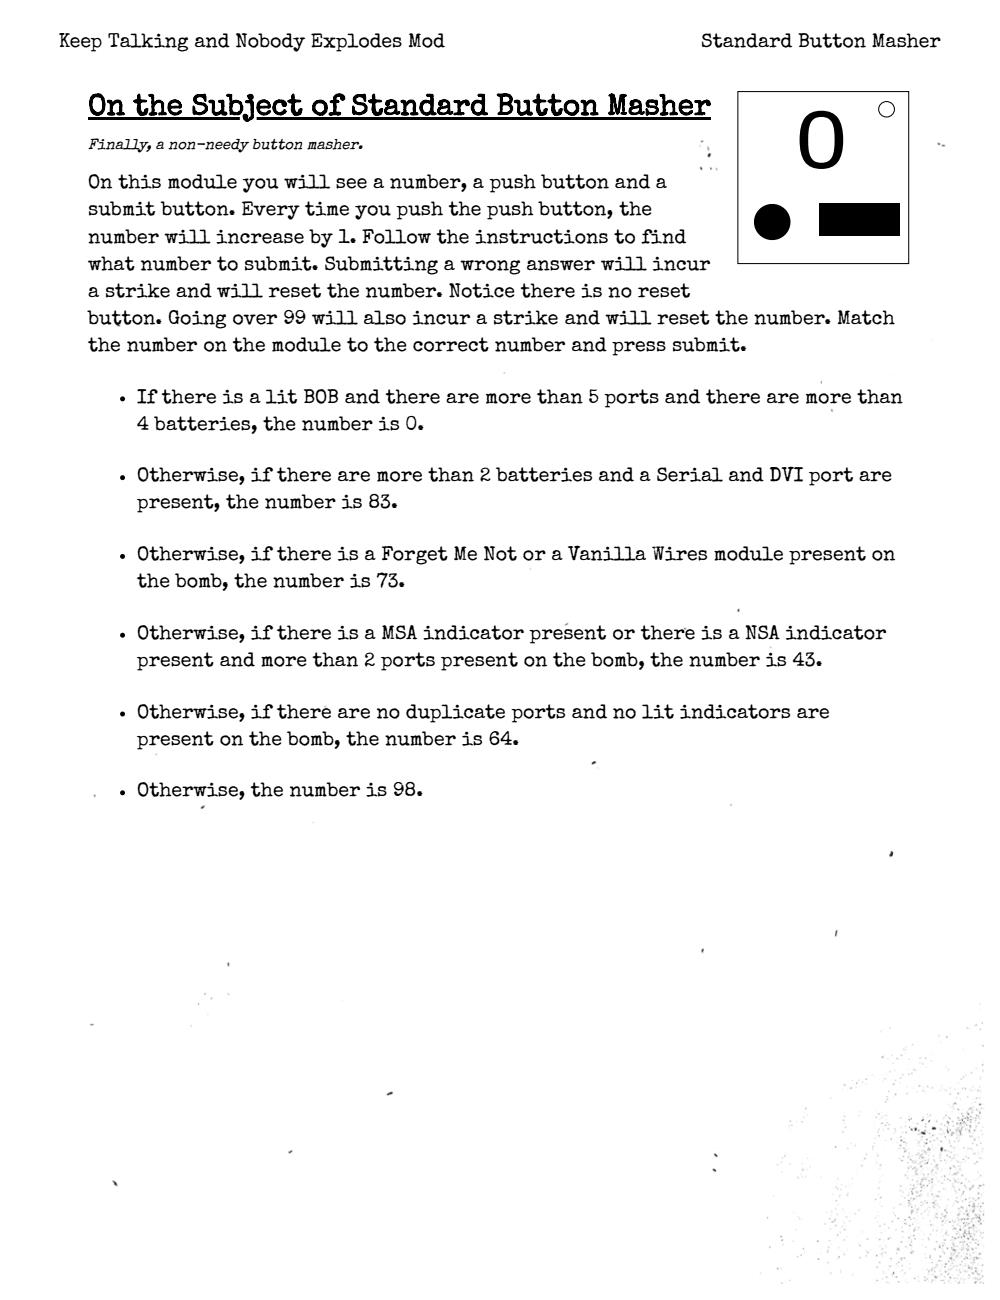 Keep Talking and Nobody Explodes Mod
Standard Button Masher
On the Subject of Standard Button Masher
Finally, a non-needy button masher.
0
On this module you will see a number, a push button and a
submit button. Every time you push the push button, the
number will increase by 1. Follow the instructions to find
what number to submit. Submitting a wrong answer will incur
a strike and will reset the number. Notice there is no reset
button. Going over 99 will also incur a strike and will reset the number. Match
the number on the module to the correct number and press submit.
• If there is a lit BOB and there are more than 5 ports and there are more than
4 batteries, the number is 0.
• Otherwise, if there are more than 2 batteries and a Serial and DVI port are
present, the number is 83.
• Otherwise, if there is a Forget Me Not or a Vanilla Wires module present on
the bomb, the number is 73.
• Otherwise, if there is a MSA indicator present or there is a NSA indicator
present and more than 2 ports present on the bomb, the number is 43.
• Otherwise, if there are no duplicate ports and no lit indicators are
present on the bomb, the number is 64.
• Otherwise, the number is 98.